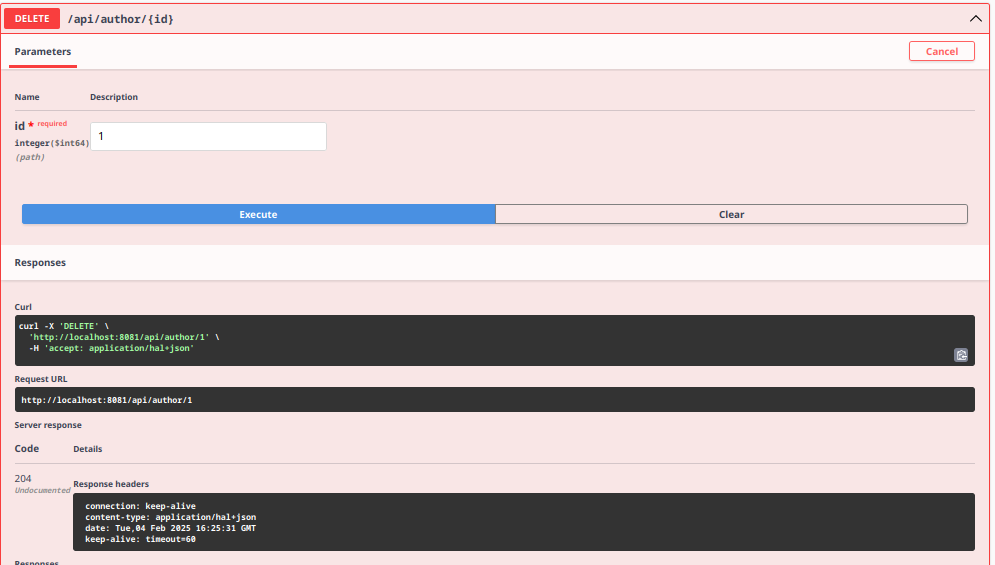 DELETE /api/author/{id}
Parameters
Cancel
Name Description
id * required
integer($int64)
(path)
1
Execute Clear
Responses
Curl
curl -X 'DELETE' \
'http://localhost:8081/api/author/1' \
-H 'accept: application/hal+json'
Request URL
http://localhost:8081/api/author/1
Server response
Code Details
204
Undocumented
Response headers
connection: keep-alive
content-type: application/hal+json
date: Tue,04 Feb 2025 16:25:31 GMT
keep-alive: timeout=60
Responses